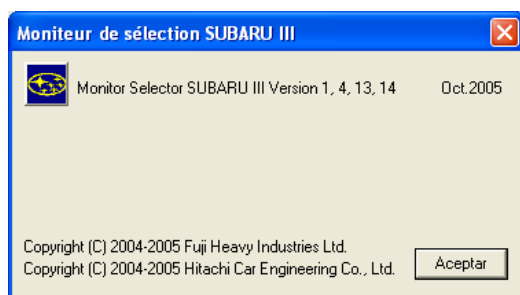 Moniteur de sélection SUBARU III
Monitor Selector SUBARU III Version 1, 4, 13, 14 Oct.2005
Copyright (C) 2004-2005 Fuji Heavy Industries Ltd.
Copyright (C) 2004-2005 Hitachi Car Engineering Co., Ltd.
Aceptar